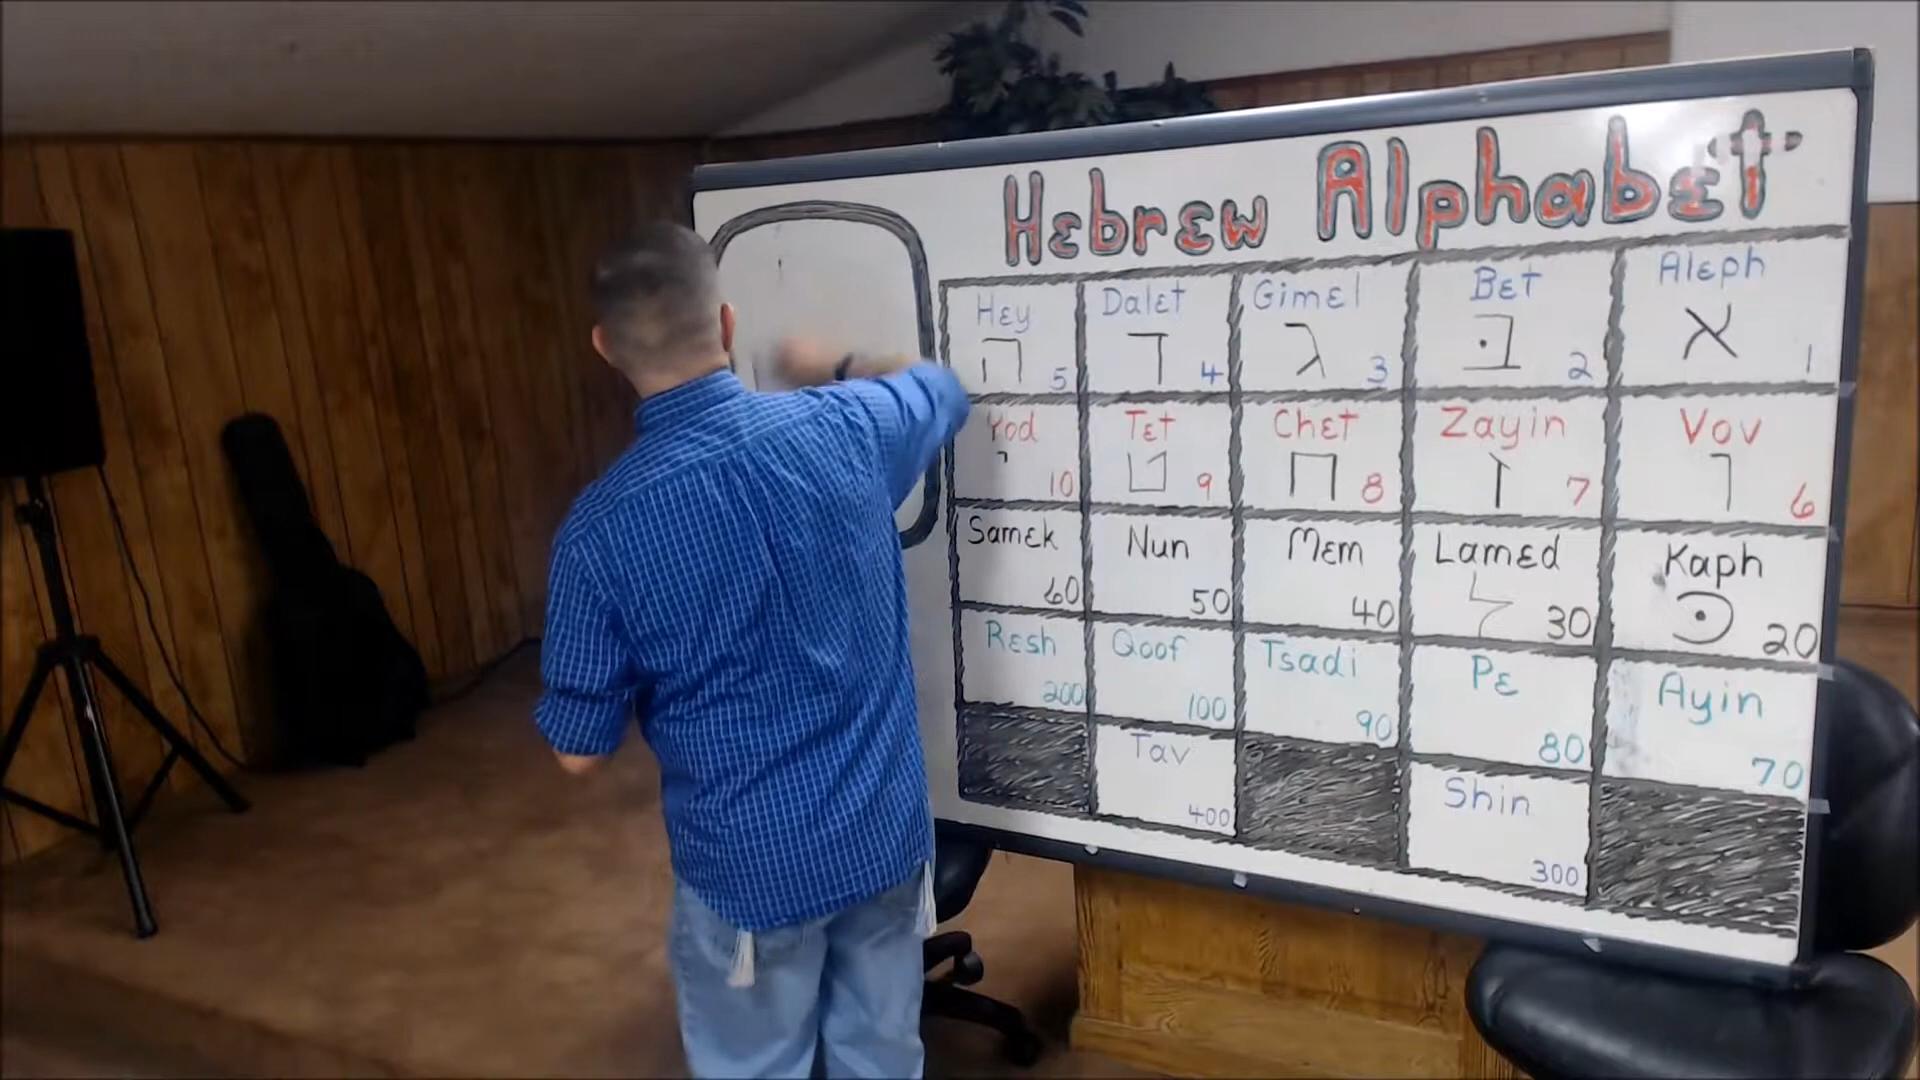 Hebrew Alphabet
Hey Dalet Gimel Bet Aleph
ה ד ג בּ א
5 4 3 2 1
Yod Tet Chet Zayin Vov
י ט ח ז ו
10 9 8 7 6
Samek Nun Mem Lamed Kaph
ל כּ
60 50 40 30 20
Resh Qoof Tsadi Pe Ayin
200 100 90 80 70
Tav Shin
400 300